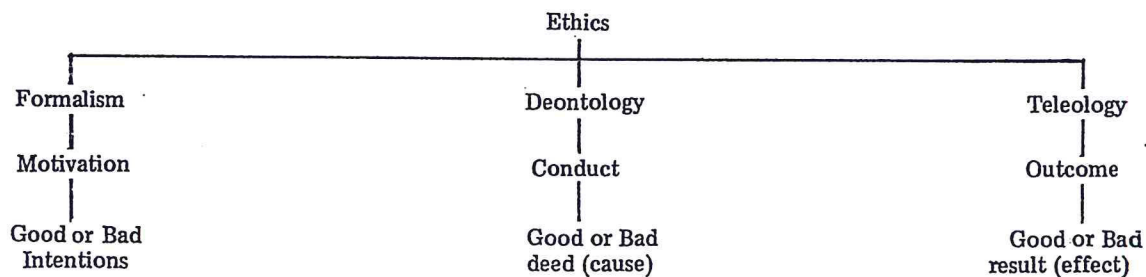 Ethics
Formalism
Deontology
Teleology
Motivation
Conduct
Outcome
Good or Bad
Intentions
Good or Bad
deed (cause)
Good or Bad
result (effect)